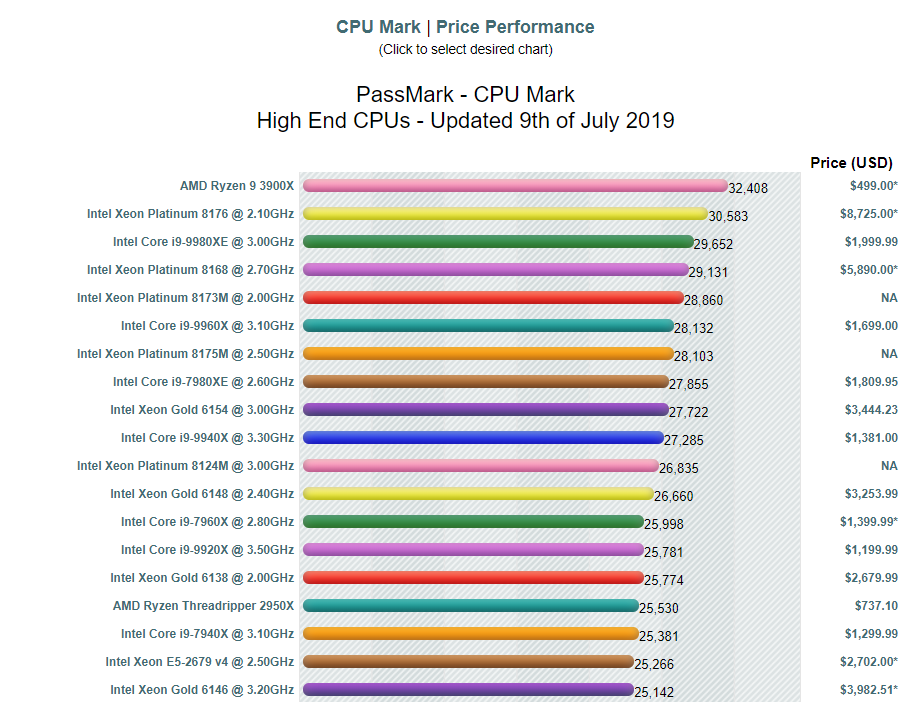 CPU Mark | Price Performance
(Click to select desired chart)
PassMark - CPU Mark
High End CPUs - Updated 9th of July 2019
Price (USD)
AMD Ryzen 9 3900X 32,408 $499.00*
Intel Xeon Platinum 8176 @ 2.10GHz 30,583 $8,725.00*
Intel Core i9-9980XE @ 3.00GHz 29,652 $1,999.99
Intel Xeon Platinum 8168 @ 2.70GHz 29,131 $5,890.00*
Intel Xeon Platinum 8173M @ 2.00GHz 28,860 NA
Intel Core i9-9960X @ 3.10GHz 28,132 $1,699.00
Intel Xeon Platinum 8175M @ 2.50GHz 28,103 NA
Intel Core i9-7980XE @ 2.60GHz 27,855 $1,809.95
Intel Xeon Gold 6154 @ 3.00GHz 27,722 $3,444.23
Intel Core i9-9940X @ 3.30GHz 27,285 $1,381.00
Intel Xeon Platinum 8124M @ 3.00GHz 26,835 NA
Intel Xeon Gold 6148 @ 2.40GHz 26,660 $3,253.99
Intel Core i9-7960X @ 2.80GHz 25,998 $1,399.99*
Intel Core i9-9920X @ 3.50GHz 25,781 $1,199.99
Intel Xeon Gold 6138 @ 2.00GHz 25,774 $2,679.99
AMD Ryzen Threadripper 2950X 25,530 $737.10
Intel Core i9-7940X @ 3.10GHz 25,381 $1,299.99
Intel Xeon E5-2679 v4 @ 2.50GHz 25,266 $2,702.00*
Intel Xeon Gold 6146 @ 3.20GHz 25,142 $3,982.51*